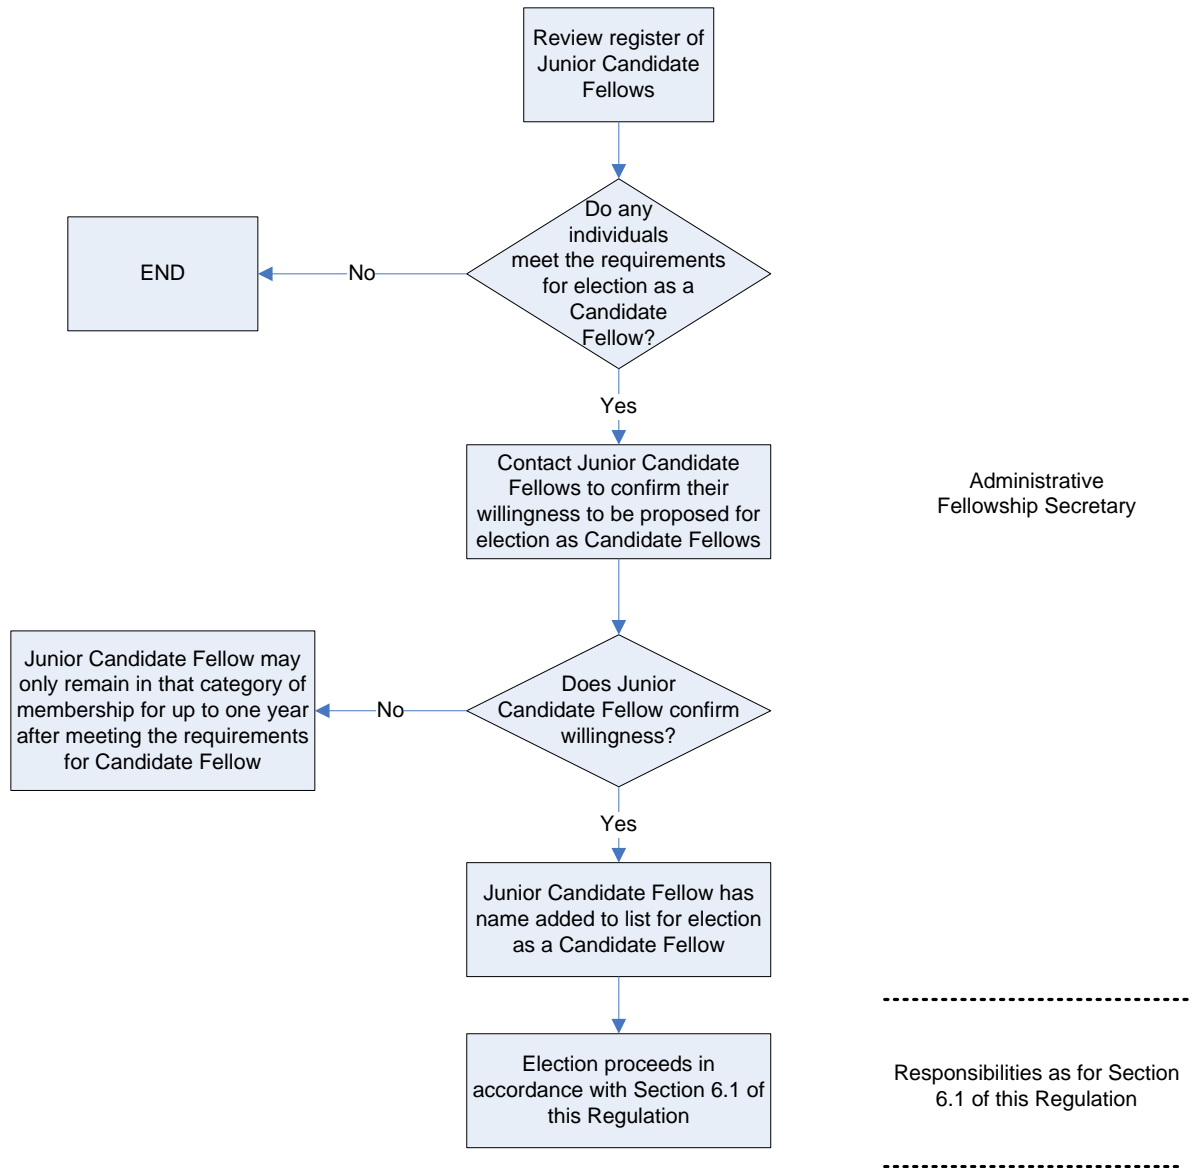 Review register of
Junior Candidate
Fellows
Do any
individuals
meet the requirements
for election as a
Candidate
Fellow?
No
END
Yes
Contact Junior Candidate
Fellows to confirm their
willingness to be proposed for
election as Candidate Fellows
Administrative
Fellowship Secretary
Does Junior
Candidate Fellow confirm
willingness?
No
Junior Candidate Fellow may
only remain in that category of
membership for up to one year
after meeting the requirements
for Candidate Fellow
Yes
Junior Candidate Fellow has
name added to list for election
as a Candidate Fellow
Election proceeds in
accordance with Section 6.1 of
this Regulation
Responsibilities as for Section
6.1 of this Regulation